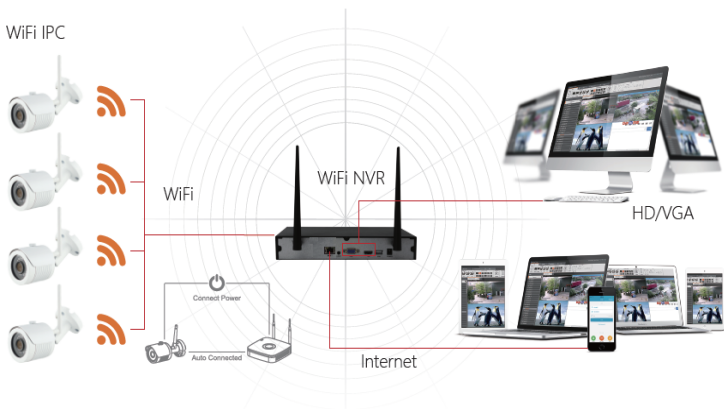 WiFi IPC
WiFi NVR
WiFi
HD/VGA
Connect Power
Auto Connected
Internet